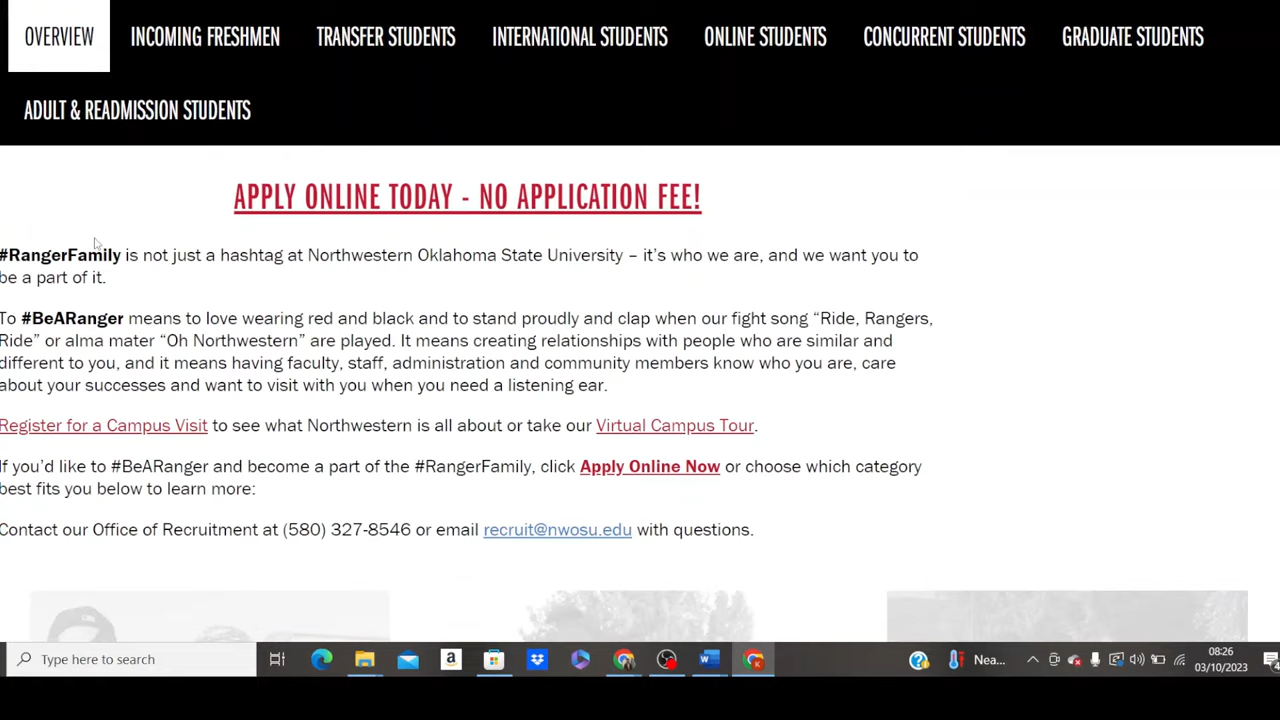 OVERVIEW INCOMING FRESHMEN TRANSFER STUDENTS INTERNATIONAL STUDENTS ONLINE STUDENTS CONCURRENT STUDENTS GRADUATE STUDENTS
ADULT & READMISSION STUDENTS
APPLY ONLINE TODAY - NO APPLICATION FEE!
#RangerFamily is not just a hashtag at Northwestern Oklahoma State University – it’s who we are, and we want you to
be a part of it.
To #BeARanger means to love wearing red and black and to stand proudly and clap when our fight song “Ride, Rangers,
Ride” or alma mater “Oh Northwestern” are played. It means creating relationships with people who are similar and
different to you, and it means having faculty, staff, administration and community members know who you are, care
about your successes and want to visit with you when you need a listening ear.
Register for a Campus Visit to see what Northwestern is all about or take our Virtual Campus Tour.
If you’d like to #BeARanger and become a part of the #RangerFamily, click Apply Online Now or choose which category
best fits you below to learn more:
Contact our Office of Recruitment at (580) 327-8546 or email recruit@nwosu.edu with questions.
Type here to search
Nea...
08:26
03/10/2023